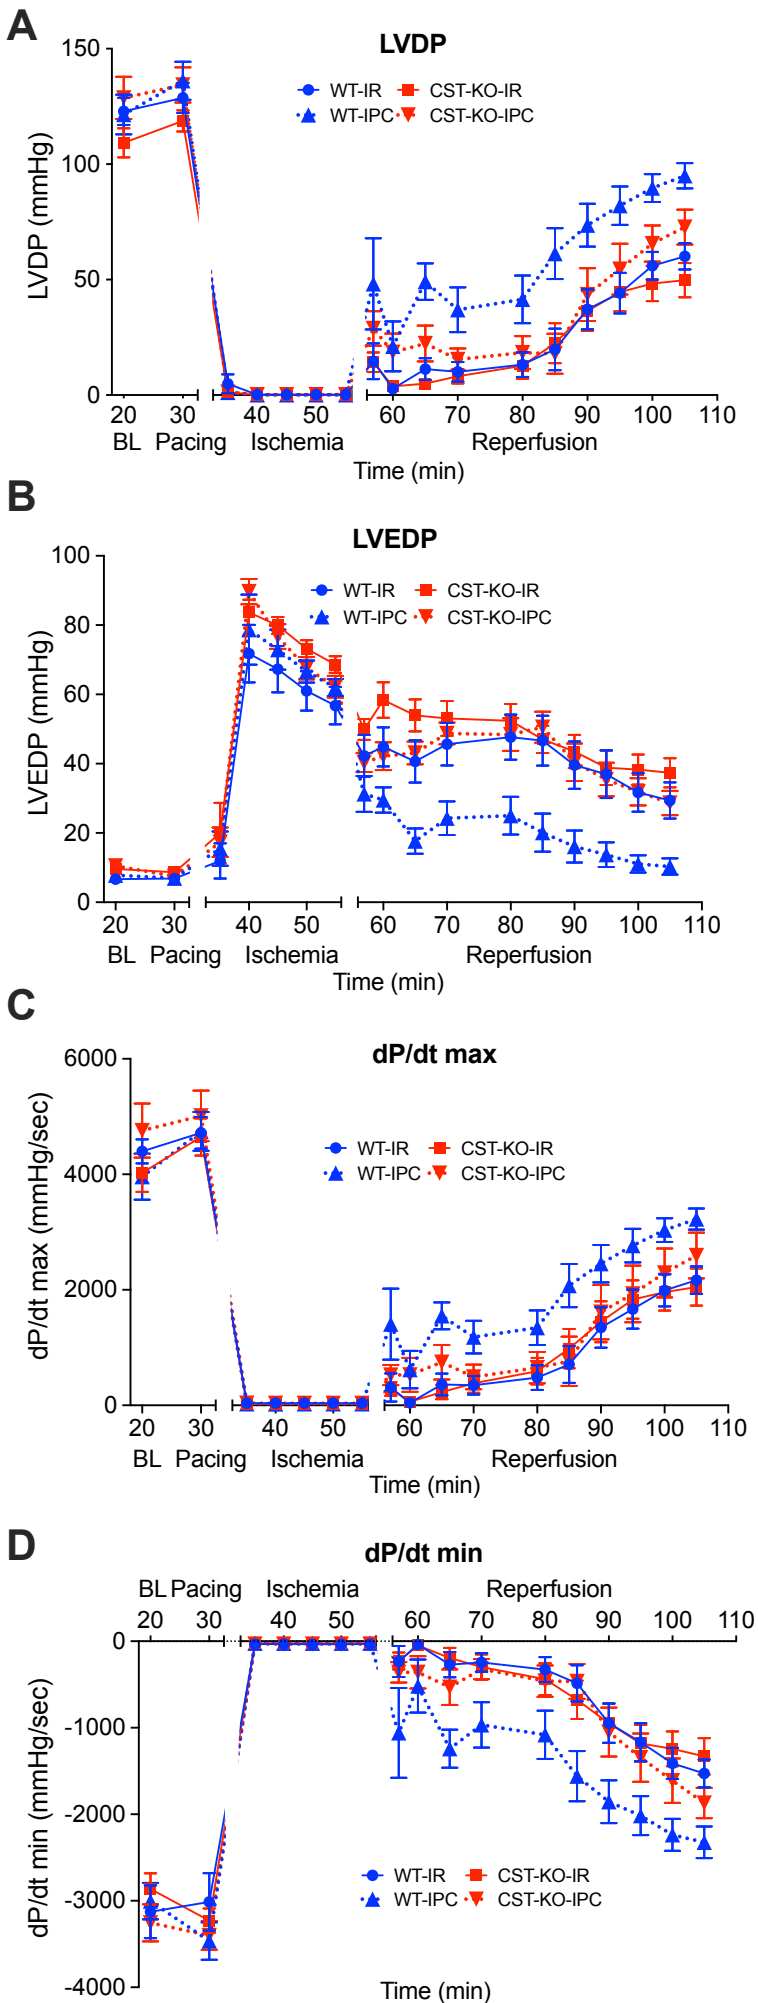 A
LVDP
150
100
50
0
LVDP (mmHg)
WT-IR
CST-KO-IR
WT-IPC
CST-KO-IPC
20 30 40 50 60 70 80 90 100 110
BL Pacing Ischemia Reperfusion
Time (min)
B
LVEDP
100
80
60
40
20
0
LVEDP (mmHg)
WT-IR
CST-KO-IR
WT-IPC
CST-KO-IPC
20 30 40 50 60 70 80 90 100 110
BL Pacing Ischemia Reperfusion
Time (min)
C
dP/dt max
6000
4000
2000
0
dP/dt max (mmHg/sec)
WT-IR
CST-KO-IR
WT-IPC
CST-KO-IPC
20 30 40 50 60 70 80 90 100 110
BL Pacing Ischemia Reperfusion
Time (min)
D
dP/dt min
BL Pacing Ischemia Reperfusion
20 30 40 50 60 70 80 90 100 110
0
-1000
-2000
-3000
-4000
dP/dt min (mmHg/sec)
WT-IR
CST-KO-IR
WT-IPC
CST-KO-IPC
Time (min)